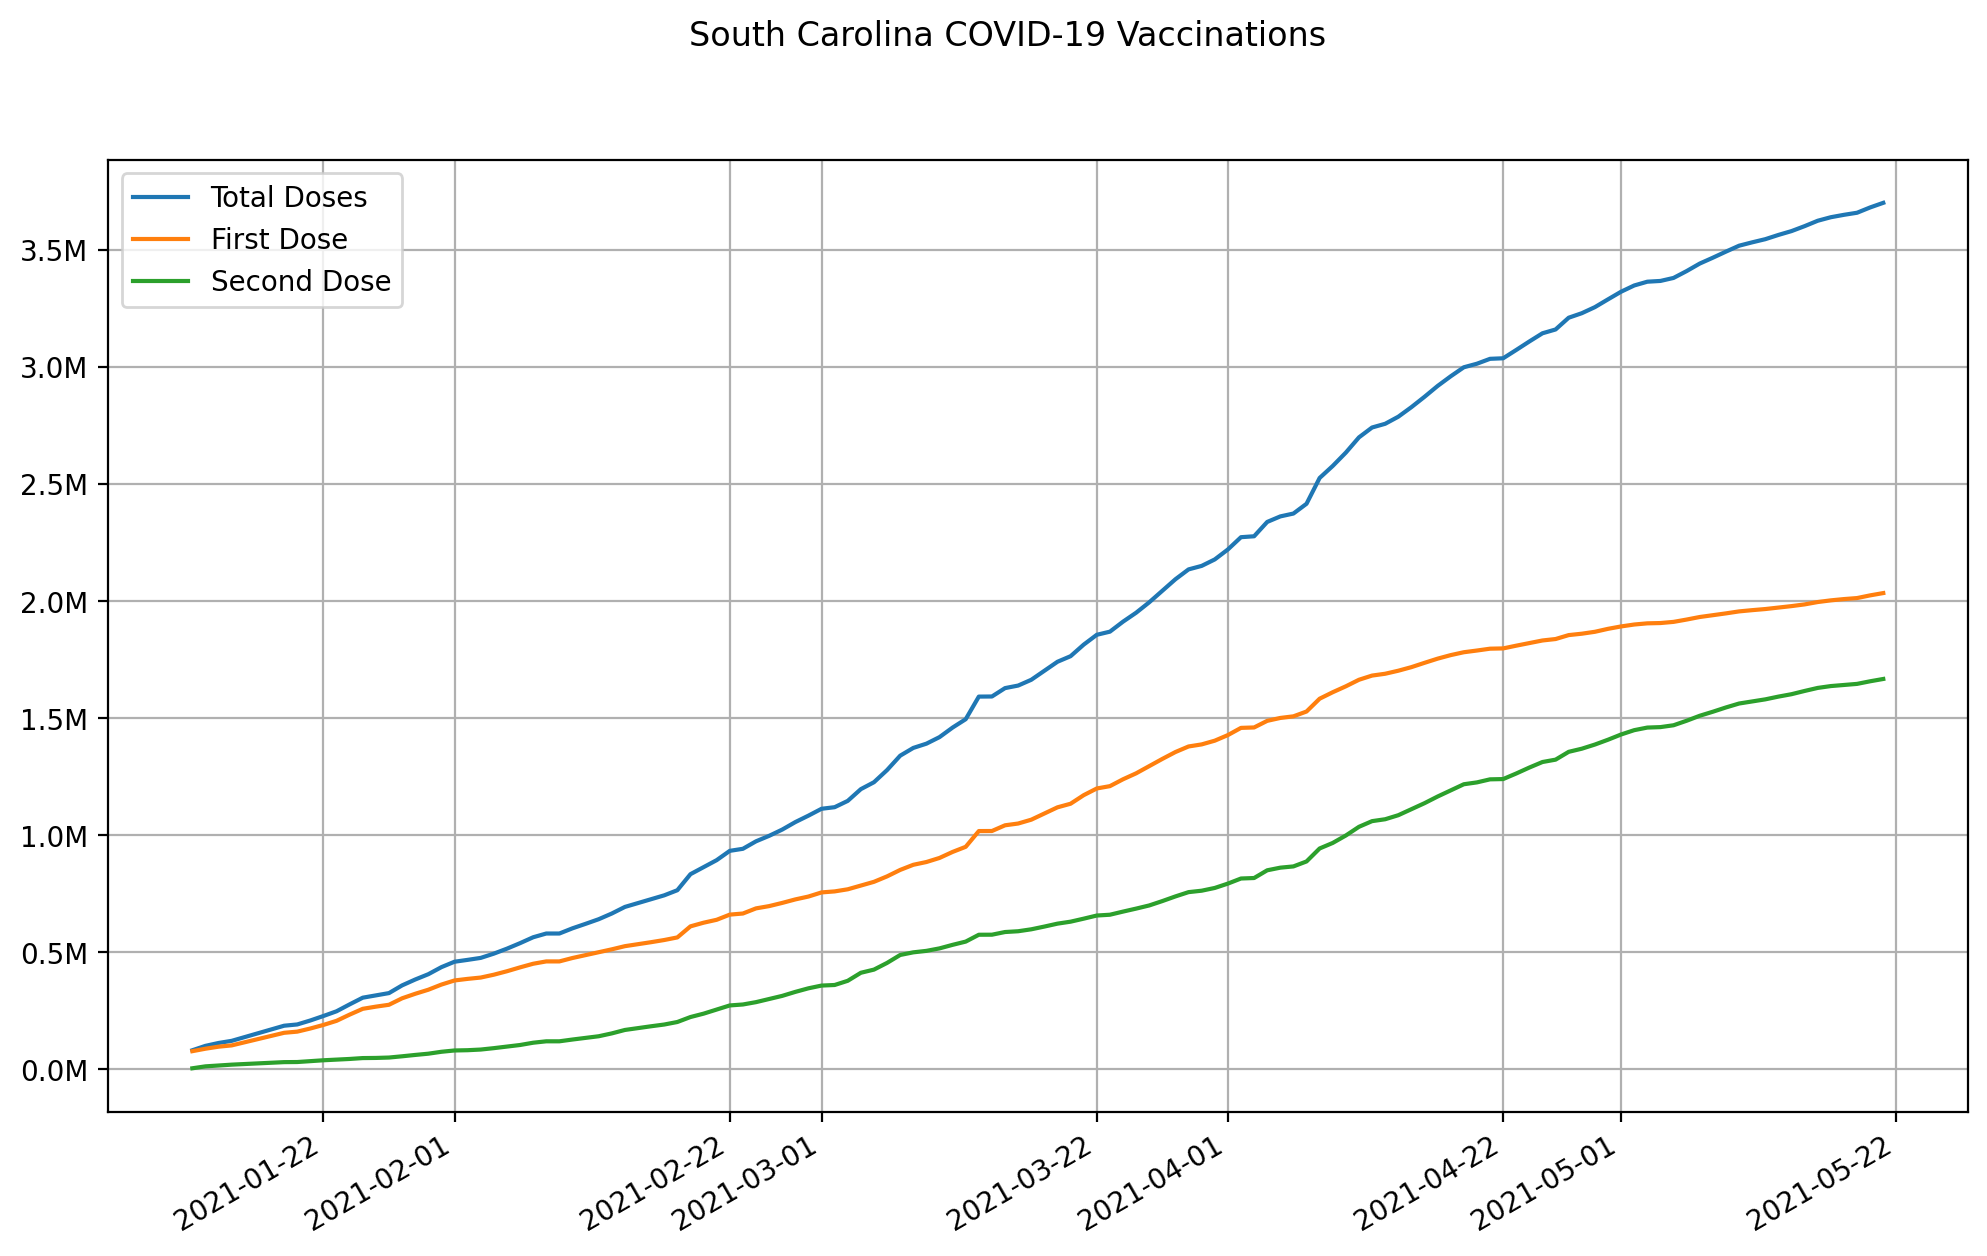 South Carolina COVID-19 Vaccinations
Total Doses
First Dose
Second Dose
3.5M
3.0M
2.5M
2.0M
1.5M
1.0M
0.5M
0.0M
2021-01-22
2021-02-01
2021-02-22
2021-03-01
2021-03-22
2021-04-01
2021-04-22
2021-05-01
2021-05-22